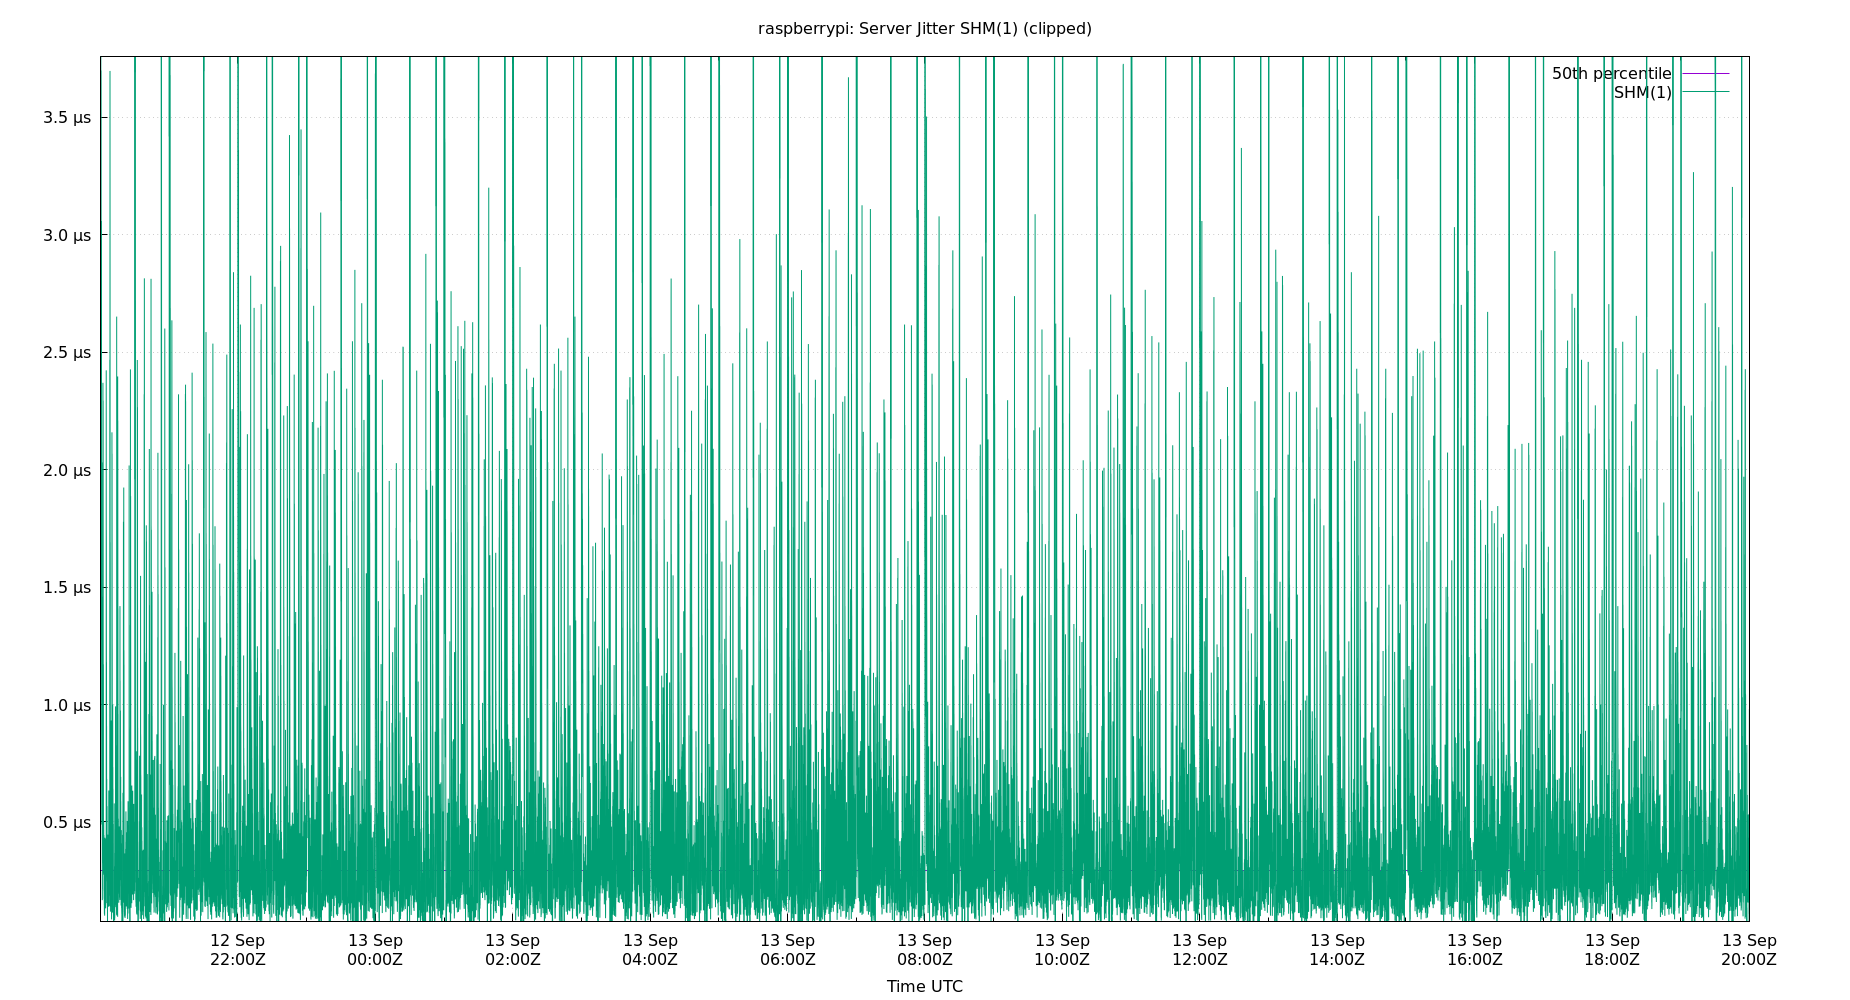 raspberrypi: Server Jitter SHM(1) (clipped)
50th percentile
SHM(1)
3.5 µs
3.0 µs
2.5 µs
2.0 µs
1.5 µs
1.0 µs
0.5 µs
12 Sep 13 Sep 13 Sep 13 Sep 13 Sep 13 Sep 13 Sep 13 Sep 13 Sep 13 Sep 13 Sep 13 Sep
22:00Z 00:00Z 02:00Z 04:00Z 06:00Z 08:00Z 10:00Z 12:00Z 14:00Z 16:00Z 18:00Z 20:00Z
Time UTC